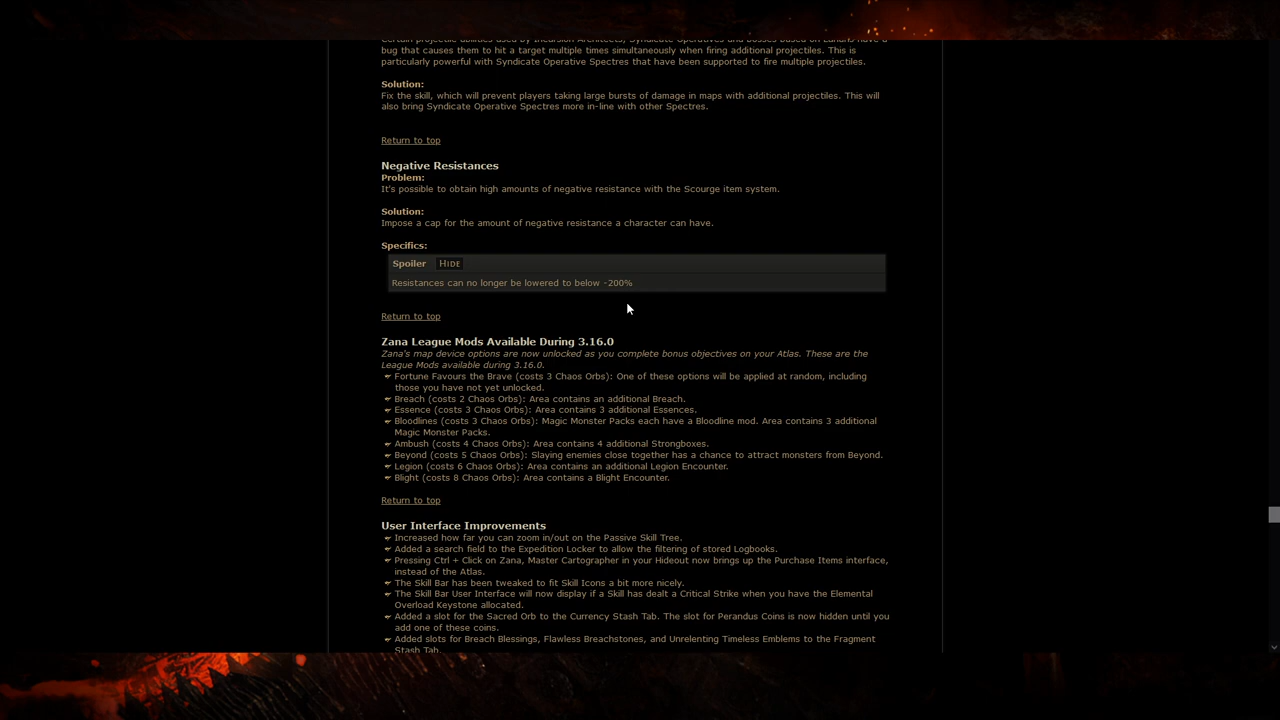 Certain projectile abilities used by Incursion Architects, Syndicate Operatives and bosses based on Lunaris have a
bug that causes them to hit a target multiple times simultaneously when firing additional projectiles. This is
particularly powerful with Syndicate Operative Spectres that have been supported to fire multiple projectiles.
Solution:
Fix the skill, which will prevent players taking large bursts of damage in maps with additional projectiles. This will
also bring Syndicate Operative Spectres more in-line with other Spectres.
Return to top
Negative Resistances
Problem:
It's possible to obtain high amounts of negative resistance with the Scourge item system.
Solution:
Impose a cap for the amount of negative resistance a character can have.
Specifics:
Spoiler HIDE
Resistances can no longer be lowered to below -200%
Return to top
Zana League Mods Available During 3.16.0
Zana's map device options are now unlocked as you complete bonus objectives on your Atlas. These are the
League Mods available during 3.16.0.
Fortune Favours the Brave (costs 3 Chaos Orbs): One of these options will be applied at random, including
those you have not yet unlocked.
Breach (costs 2 Chaos Orbs): Area contains an additional Breach.
Essence (costs 3 Chaos Orbs): Area contains 3 additional Essences.
Bloodlines (costs 3 Chaos Orbs): Magic Monster Packs each have a Bloodline mod. Area contains 3 additional
Magic Monster Packs.
Ambush (costs 4 Chaos Orbs): Area contains 4 additional Strongboxes.
Beyond (costs 5 Chaos Orbs): Slaying enemies close together has a chance to attract monsters from Beyond.
Legion (costs 6 Chaos Orbs): Area contains an additional Legion Encounter.
Blight (costs 8 Chaos Orbs): Area contains a Blight Encounter.
Return to top
User Interface Improvements
Increased how far you can zoom in/out on the Passive Skill Tree.
Added a search field to the Expedition Locker to allow the filtering of stored Logbooks.
Pressing Ctrl + Click on Zana, Master Cartographer in your Hideout now brings up the Purchase Items interface,
instead of the Atlas.
The Skill Bar has been tweaked to fit Skill Icons a bit more nicely.
The Skill Bar User Interface will now display if a Skill has dealt a Critical Strike when you have the Elemental
Overload Keystone allocated.
Added a slot for the Sacred Orb to the Currency Stash Tab. The slot for Perandus Coins is now hidden until you
add one of these coins.
Added slots for Breach Blessings, Flawless Breachstones, and Unrelenting Timeless Emblems to the Fragment
Stash Tab.